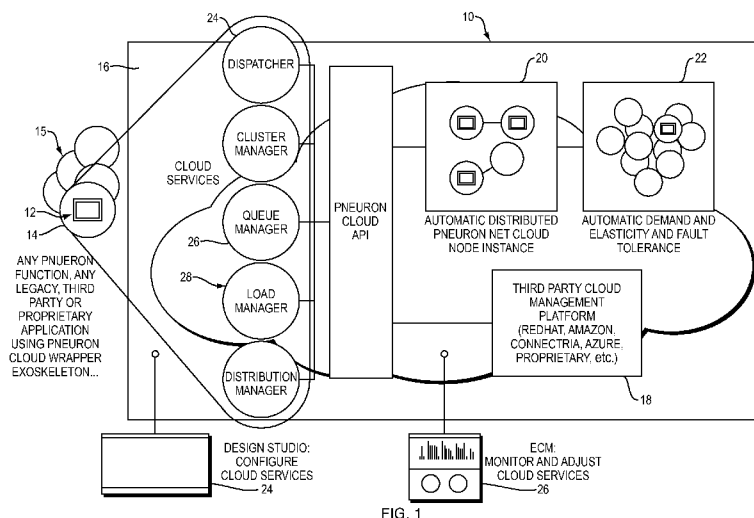 24
10
16
DISPATCHER
20
22
15
CLUSTER
MANAGER
CLOUD
SERVICES
12
14
QUEUE
MANAGER
26
PNEURON
CLOUD
API
AUTOMATIC DISTRIBUTED
PNEURON NET CLOUD
NODE INSTANCE
AUTOMATIC DEMAND AND
ELASTICITY AND FAULT
TOLERANCE
ANY PNUERON
FUNCTION, ANY
LEGACY, THIRD
PARTY OR
PROPRIETARY
APPLICATION
USING PNEURON
CLOUD WRAPPER
EXOSKELETON...
28
LOAD
MANAGER
THIRD PARTY CLOUD
MANAGEMENT
PLATFORM
(REDHAT, AMAZON,
CONNECTRIA, AZURE,
PROPRIETARY, etc.)
DISTRIBUTION
MANAGER
18
DESIGN STUDIO:
CONFIGURE
CLOUD SERVICES
24
ECM:
MONITOR AND ADJUST
CLOUD SERVICES
26
FIG. 1